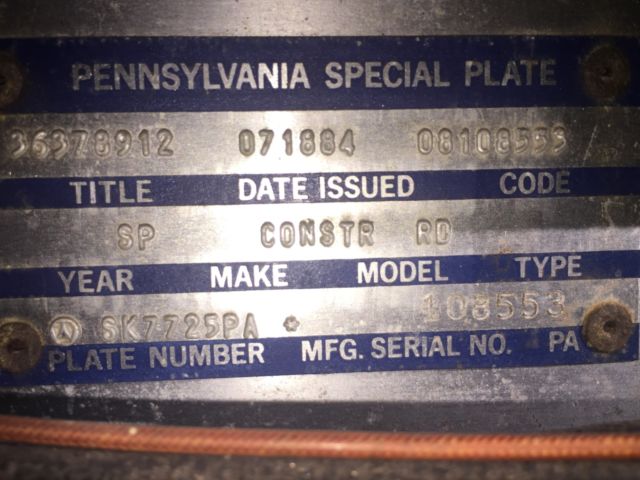 PENNSYLVANIA SPECIAL PLATE
36378912 071884 08108553
TITLE DATE ISSUED CODE
SP CONSTR RD
YEAR MAKE MODEL TYPE
SK7725PA * 108553
PLATE NUMBER MFG. SERIAL NO. PA